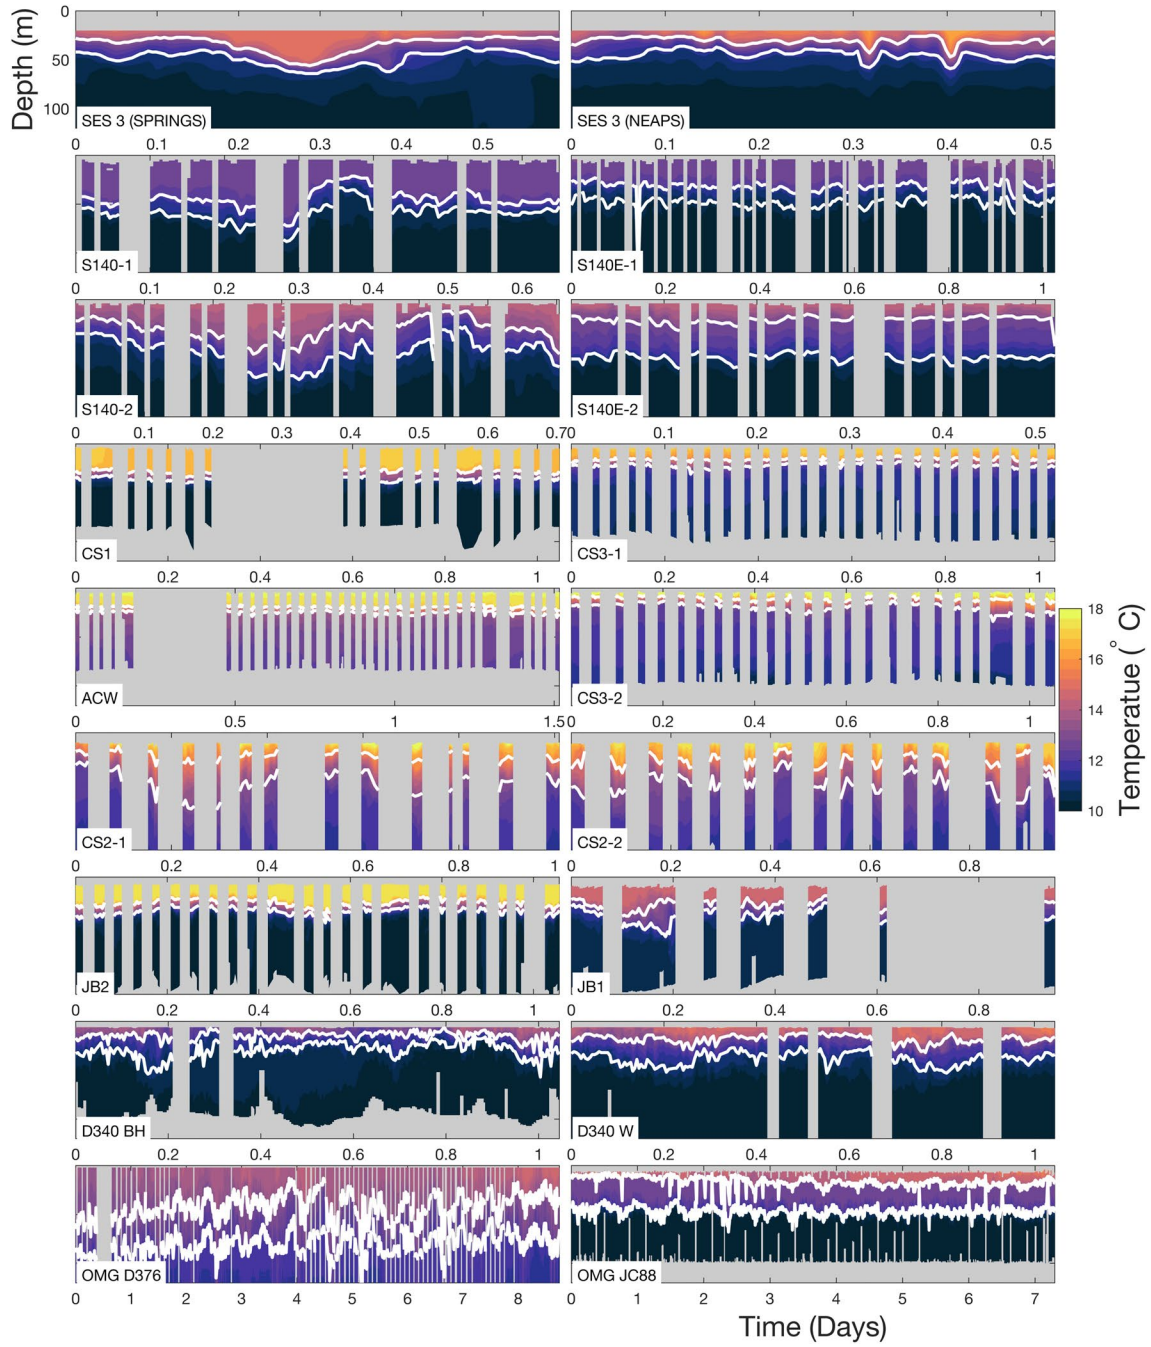 Depth (m)
0
50
100
SES 3 (SPRINGS)
SES 3 (NEAPS)
0 0.1 0.2 0.3 0.4 0.5
0 0.1 0.2 0.3 0.4 0.5
S140-1
S140E-1
0 0.1 0.2 0.3 0.4 0.5 0.6
0 0.2 0.4 0.6 0.8 1
S140-2
S140E-2
0 0.1 0.2 0.3 0.4 0.5 0.6 0.7
0 0.1 0.2 0.3 0.4 0.5
CS1
CS3-1
0 0.2 0.4 0.6 0.8 1
0 0.2 0.4 0.6 0.8 1
ACW
CS3-2
0 0.5 1 1.5
0 0.2 0.4 0.6 0.8 1
CS2-1
CS2-2
0 0.2 0.4 0.6 0.8 1
0 0.2 0.4 0.6 0.8
JB2
JB1
0 0.2 0.4 0.6 0.8 1
0 0.2 0.4 0.6 0.8
D340 BH
D340 W
0 0.2 0.4 0.6 0.8 1
0 0.2 0.4 0.6 0.8 1
OMG D376
OMG JC88
0 1 2 3 4 5 6 7 8
0 1 2 3 4 5 6 7
Time (Days)
18
16
14
12
10
Temperatue (° C)